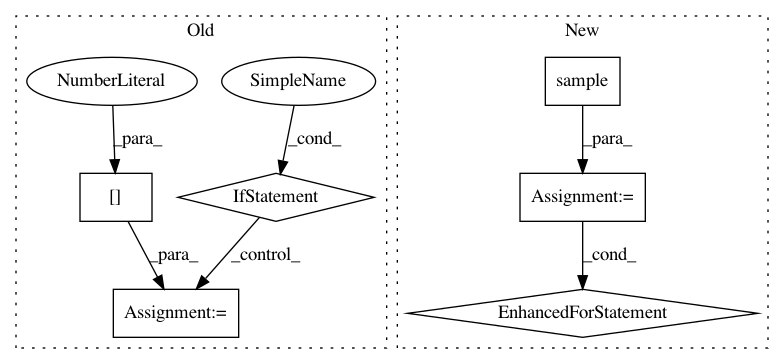 Old
New
NumberLiteral
SimpleName
sample
_para_
_cond_
_para_
[]
IfStatement
Assignment:=
_para_
_control_
_cond_
Assignment:=
EnhancedForStatement